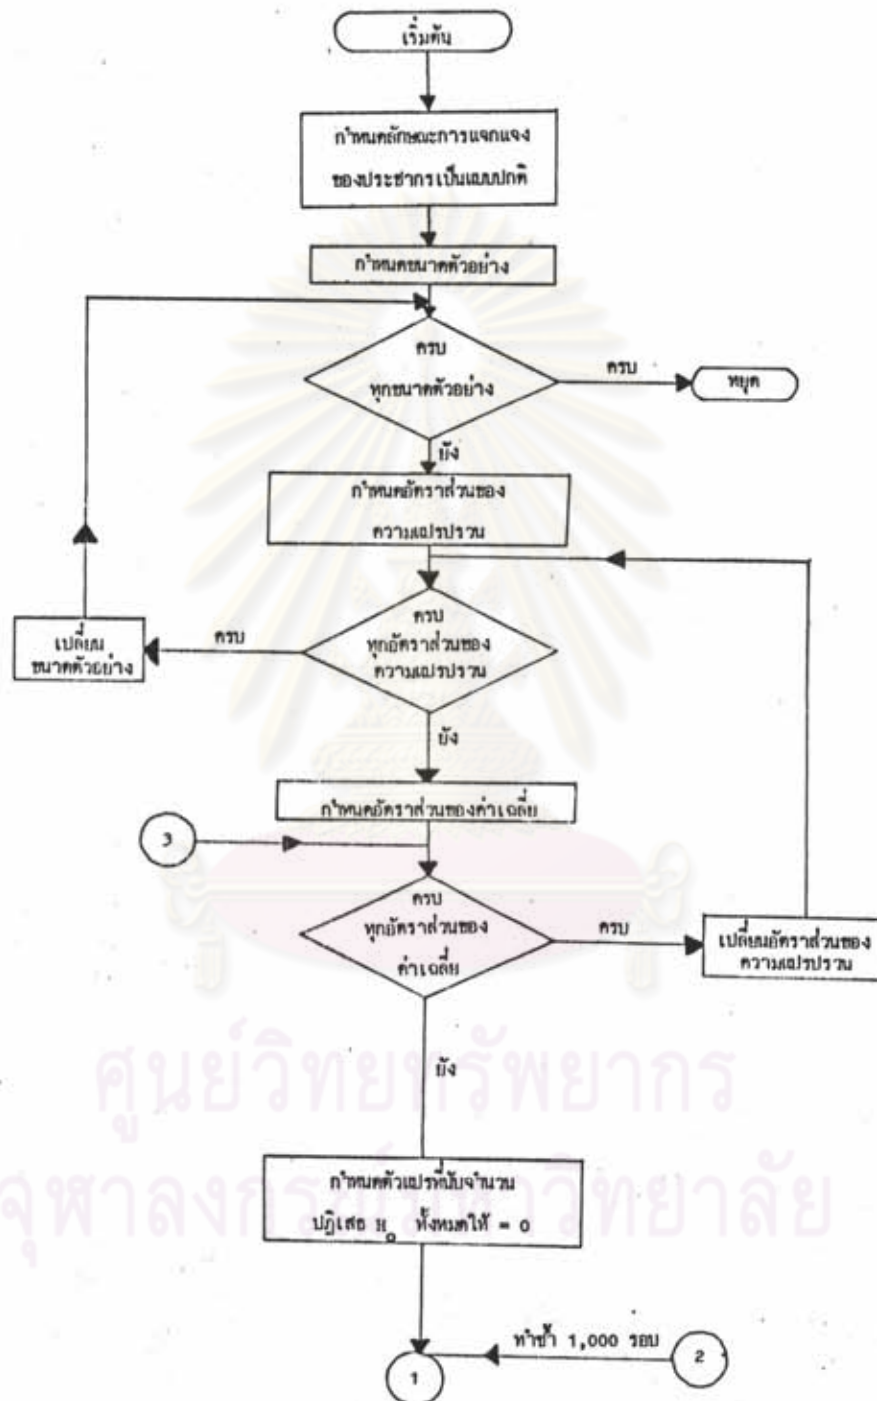 เริ่มต้น
กำหนดลักษณะการแจกแจง
ของประชากรเป็นแบบปกติ
กำหนดขนาดตัวอย่าง
ครบ
ทุกขนาดตัวอย่าง
ครบ
หยุด
ยัง
กำหนดอัตราส่วนของ
ความแปรปรวน
ครบ
ทุกอัตราส่วนของ
ความแปรปรวน
ครบ
เปลี่ยน
ขนาดตัวอย่าง
ยัง
กำหนดอัตราส่วนของค่าเฉลี่ย
3
ครบ
ทุกอัตราส่วนของ
ค่าเฉลี่ย
ครบ
เปลี่ยนอัตราส่วนของ
ความแปรปรวน
ยัง
ศูนย์วิทยทรัพยากร
จุฬาลงกรณ์มหาวิทยาลัย
กำหนดตัวแปรที่นับจำนวน
ปฏิเสธ H₀ ทั้งหมดให้ = 0
ทำซ้ำ 1,000 รอบ
2
1